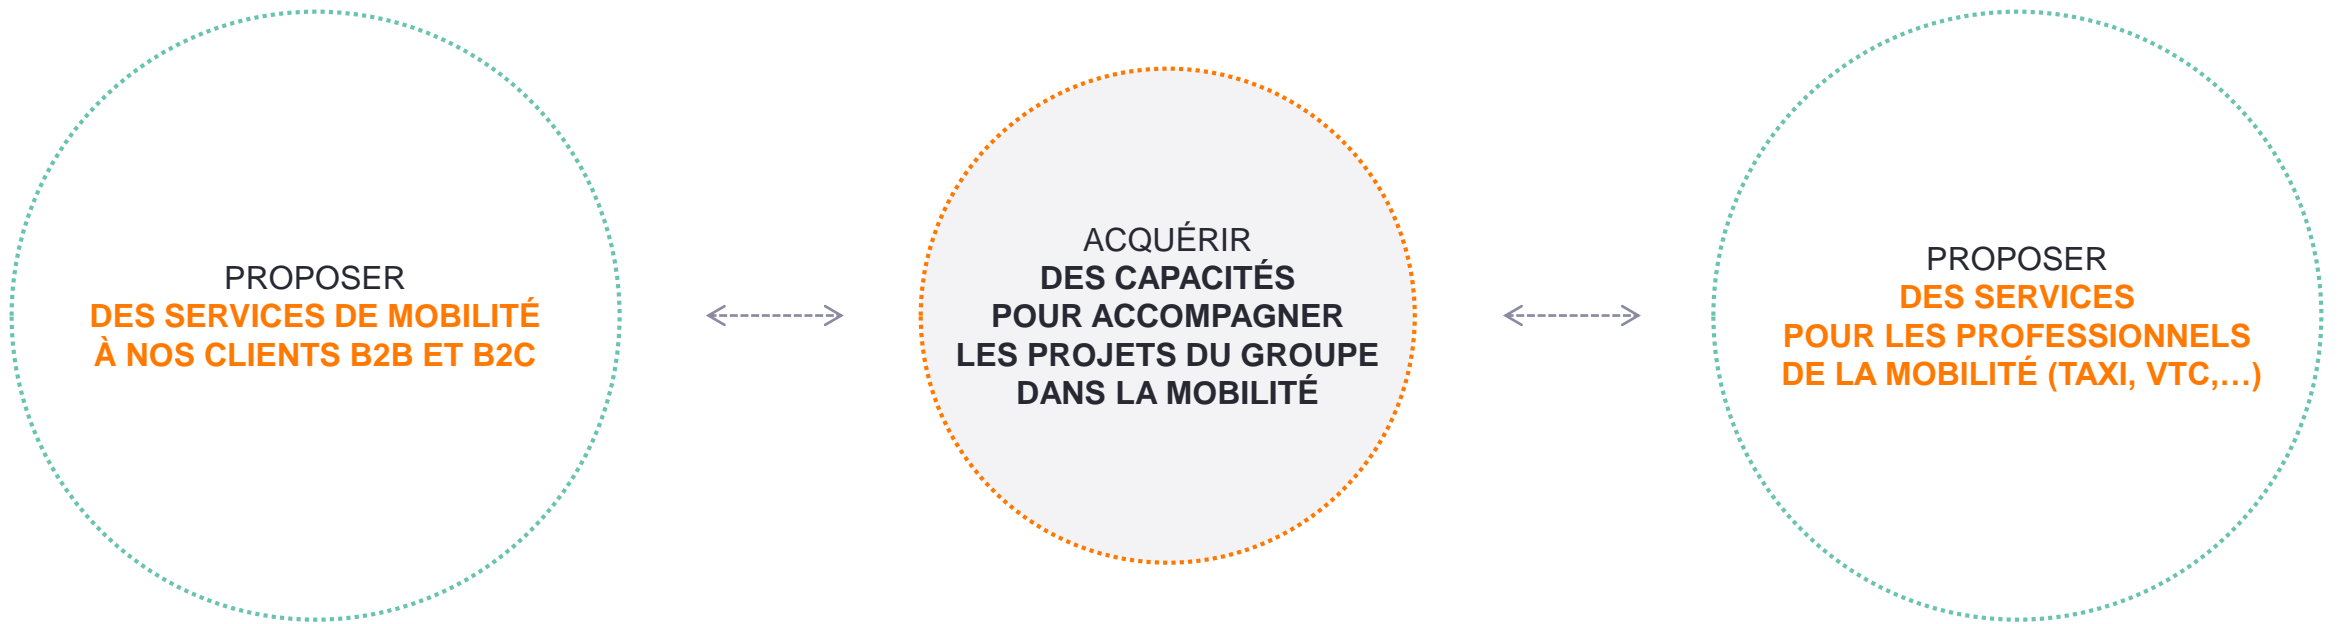 PROPOSER
DES SERVICES DE MOBILITÉ
À NOS CLIENTS B2B ET B2C
ACQUÉRIR
DES CAPACITÉS
POUR ACCOMPAGNER
LES PROJETS DU GROUPE
DANS LA MOBILITÉ
PROPOSER
DES SERVICES
POUR LES PROFESSIONNELS
DE LA MOBILITÉ (TAXI, VTC,…)